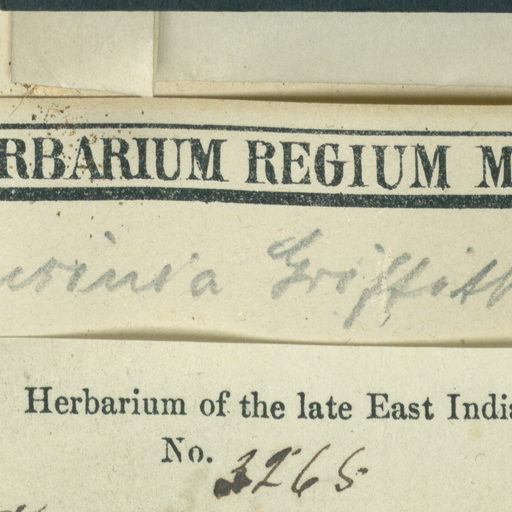 RBARIUM REGIUM M
Griffith
Herbarium of the late East India
No. 3265